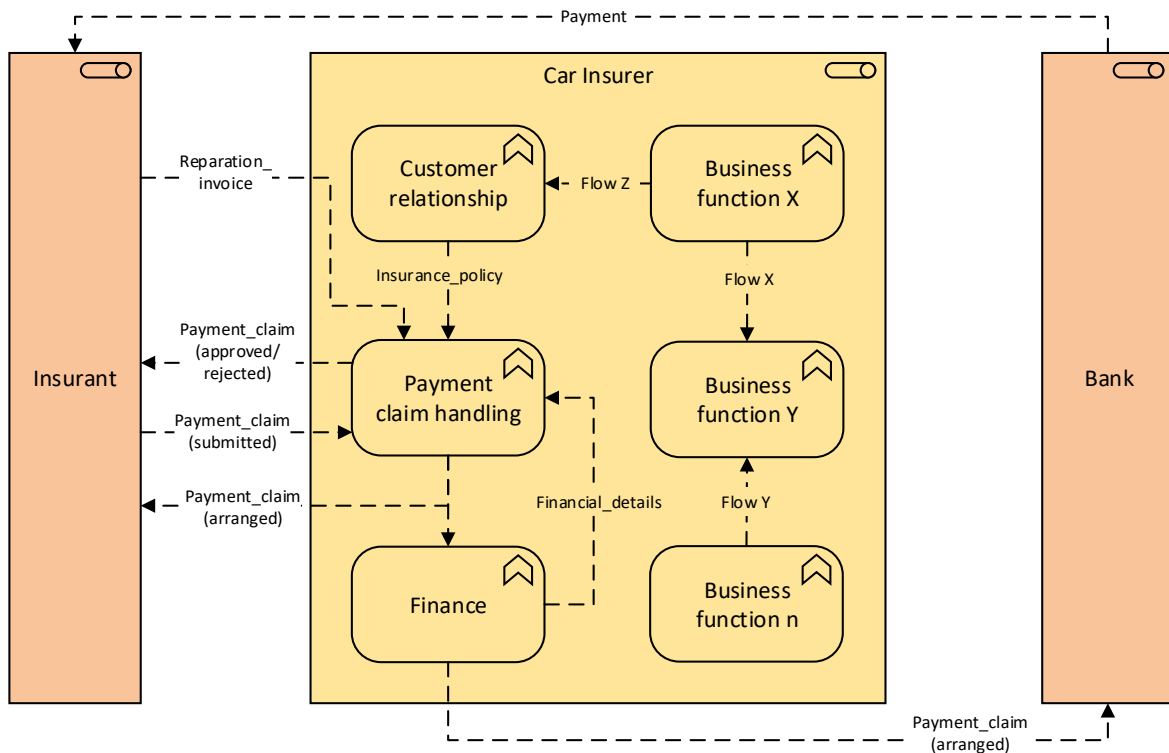 Payment
Car Insurer
Reparation_
invoice
Customer
relationship
Flow Z
Business
function X
Insurance_policy
Flow X
Payment_claim
(approved/
rejected)
Insurant
Payment
claim handling
Business
function Y
Bank
Payment_claim
(submitted)
Payment_claim
(arranged)
Financial_details
Flow Y
Finance
Business
function n
Payment_claim
(arranged)